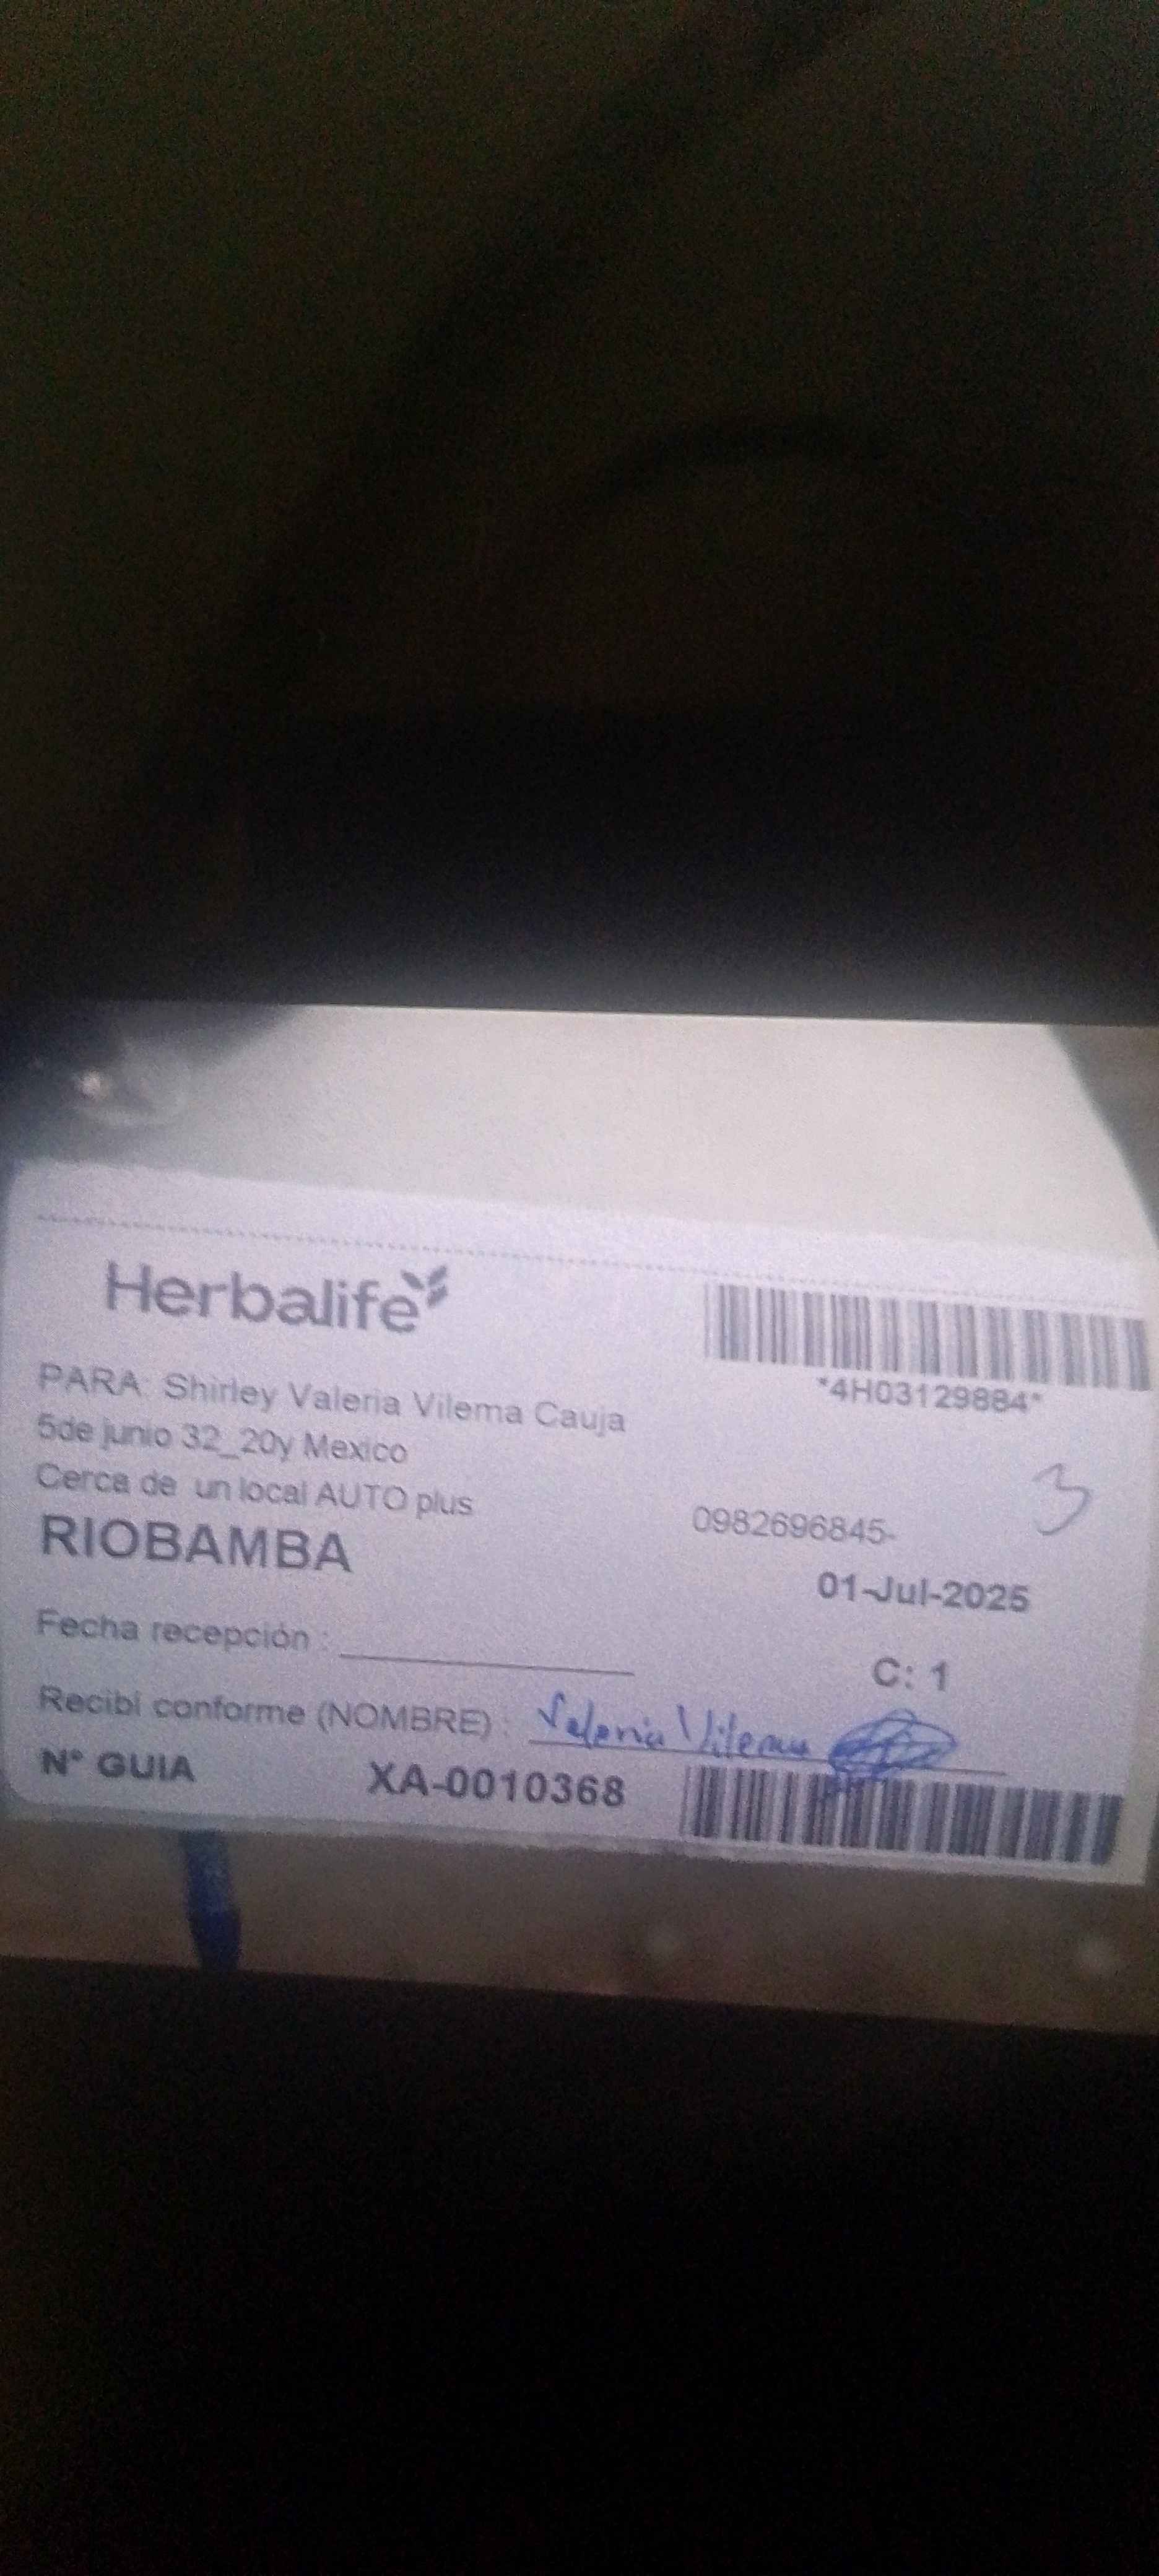 Herbalife
*4H03129884*
PARA: Shirley Valeria Vilema Cauja
5de junio 32_20y Mexico
Cerca de un local AUTO plus
0982696845-
3
RIOBAMBA
01-Jul-2025
Fecha recepción :
C: 1
Recibí conforme (NOMBRE) : Valeria Vilema
N° GUIA XA-0010368